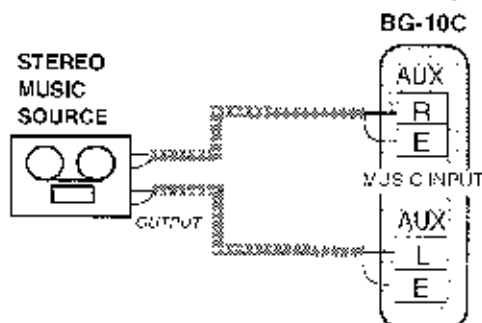 BG-10C
STEREO
MUSIC
SOURCE
OUTPUT
AUX
R
E
MUSIC INPUT
AUX
L
E